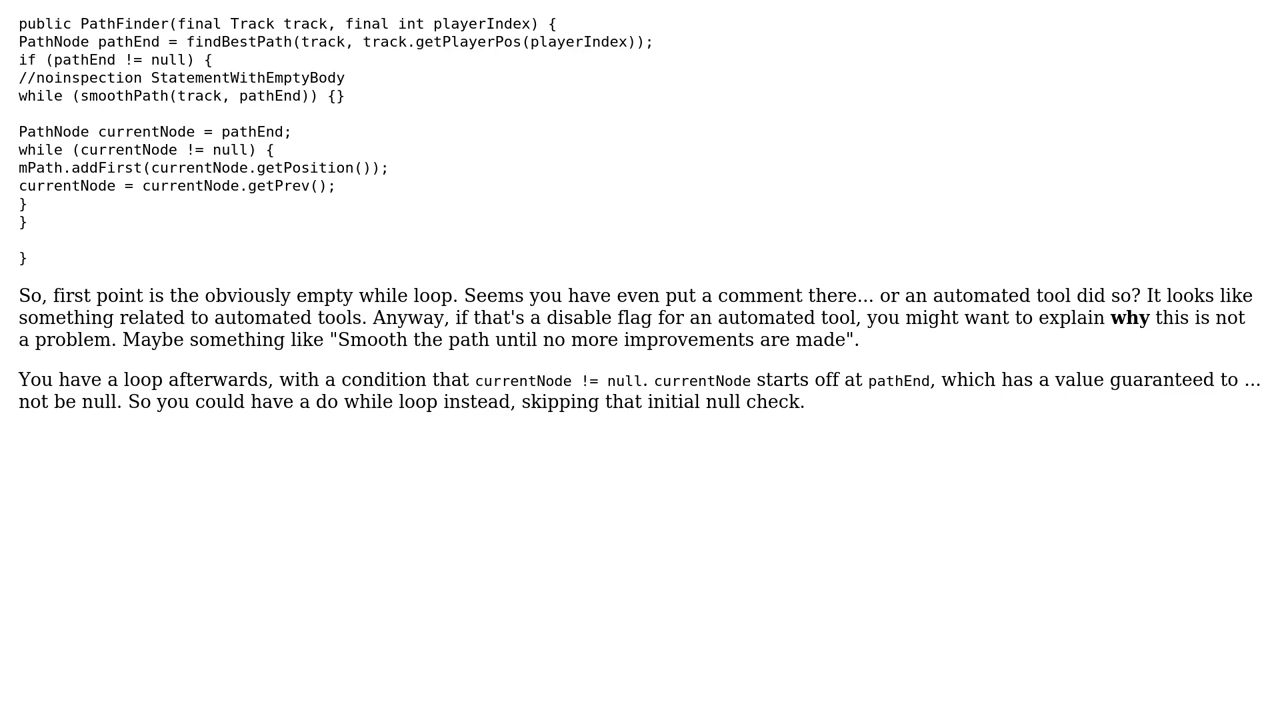 public PathFinder(final Track track, final int playerIndex) {
PathNode pathEnd = findBestPath(track, track.getPlayerPos(playerIndex));
if (pathEnd != null) {
//noinspection StatementWithEmptyBody
while (smoothPath(track, pathEnd)) {}

PathNode currentNode = pathEnd;
while (currentNode != null) {
mPath.addFirst(currentNode.getPosition());
currentNode = currentNode.getPrev();
}
}

}

So, first point is the obviously empty while loop. Seems you have even put a comment there... or an automated tool did so? It looks like
something related to automated tools. Anyway, if that's a disable flag for an automated tool, you might want to explain why this is not
a problem. Maybe something like "Smooth the path until no more improvements are made".

You have a loop afterwards, with a condition that currentNode != null. currentNode starts off at pathEnd, which has a value guaranteed to ...
not be null. So you could have a do while loop instead, skipping that initial null check.